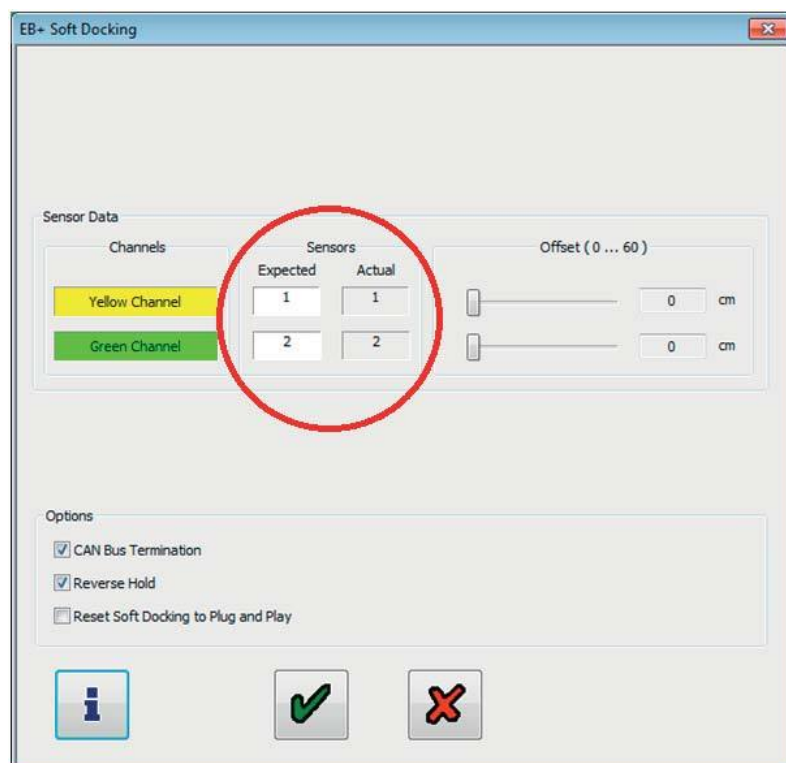 EB+ Soft Docking
Sensor Data
Channels Sensors Offset ( 0 ... 60 )
Expected Actual
Yellow Channel 1 1 0 cm
Green Channel 2 2 0 cm
Options
CAN Bus Termination
Reverse Hold
Reset Soft Docking to Plug and Play
i